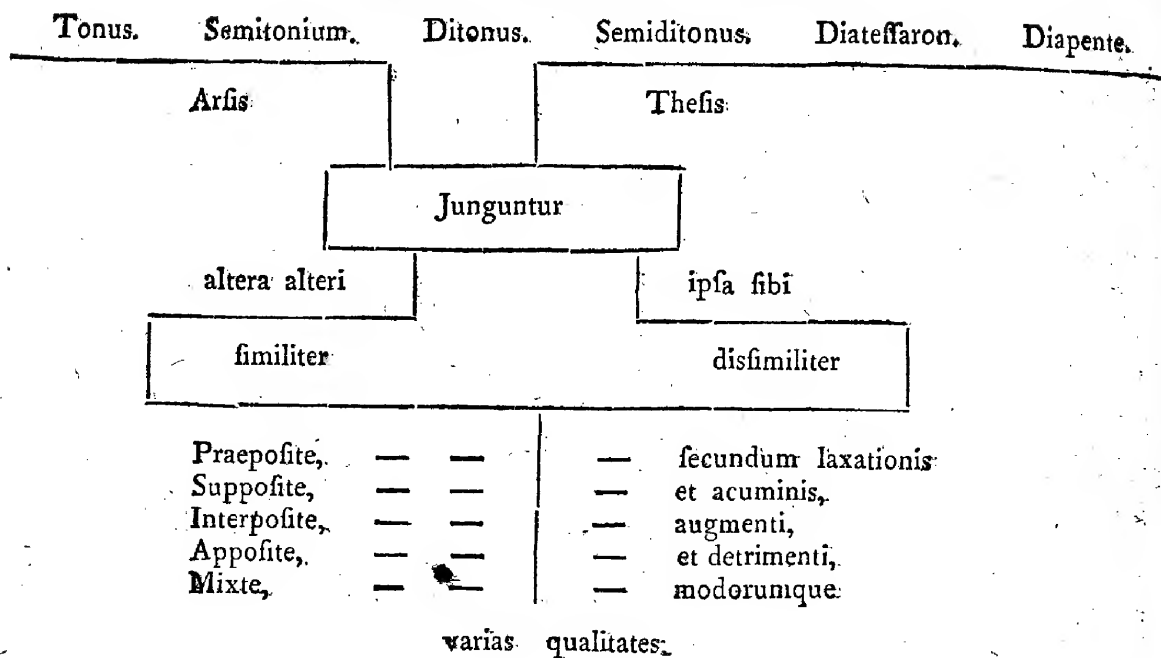 Tonus. Semitonium. Ditonus. Semiditonus. Diateſſaron. Diapente.
Arſis Theſis
Junguntur
altera alteri ipſa ſibi
ſimiliter disſimiliter
Praepoſite, — — — ſecundum laxationis
Suppoſite, — — — et acuminis,
Interpoſite, — — — augmenti,
Appoſite, — — — et detrimenti,
Mixte, — — — modorumque
varias qualitates.